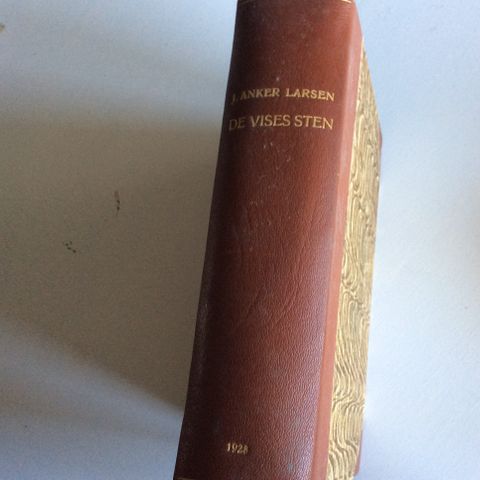 J. ANKER LARSEN
DE VISES STEN
1928